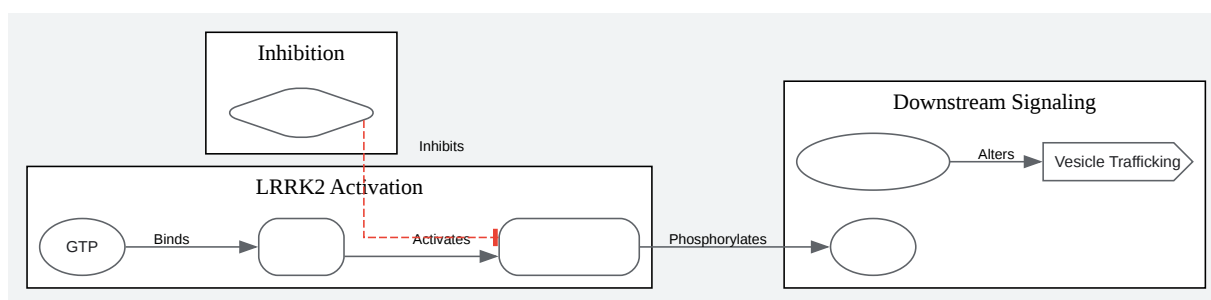 Inhibition
Inhibits
LRRK2 Activation
GTP
Binds
Activates
Phosphorylates
Downstream Signaling
Alters
Vesicle Trafficking